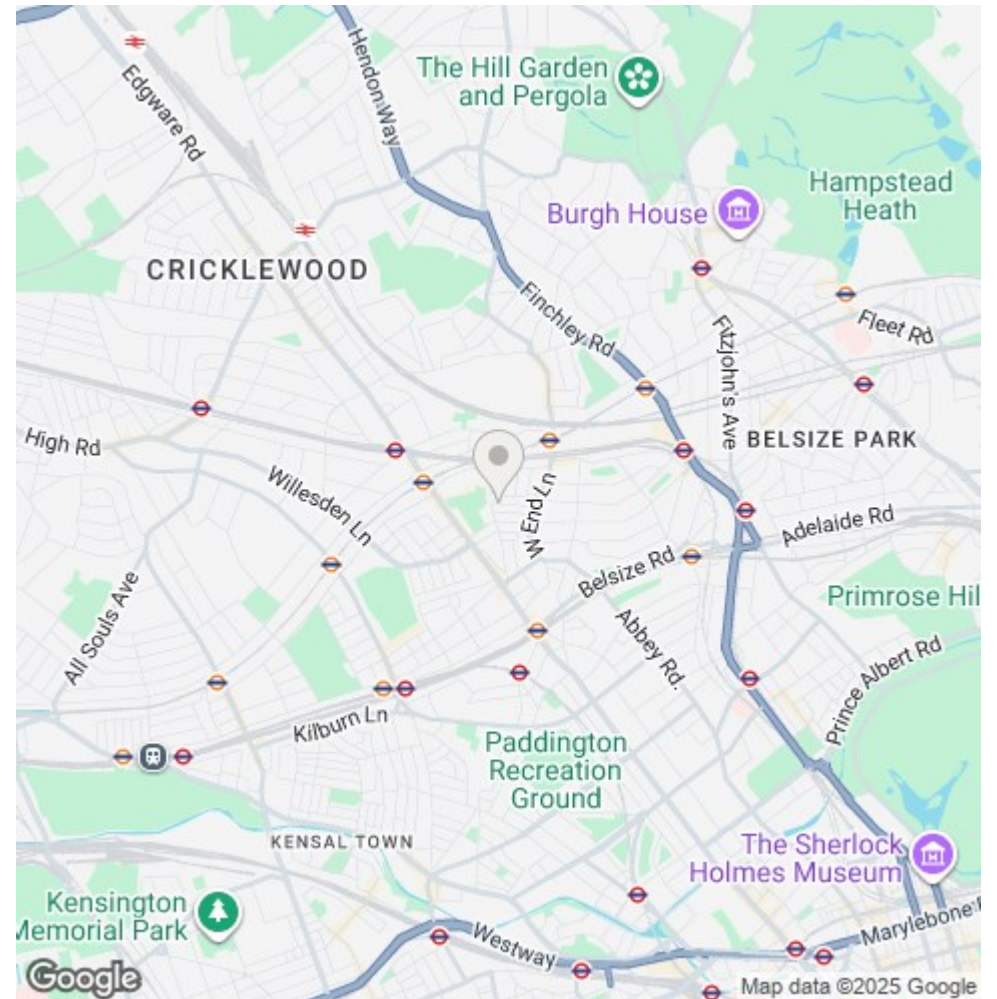 Hendon Way
The Hill Garden
and Pergola
Edgware Rd
Hampstead
Heath
Burgh House
CRICKLEWOOD
Finchley Rd
Fleet Rd
Fitzjohn's Ave
High Rd
BELSIZE PARK
Willesden Ln
W End Ln
Adelaide Rd
Belsize Rd
Primrose Hil
All Souls Ave
Abbey Rd.
Prince Albert Rd
Kilburn Ln
Paddington
Recreation
Ground
KENSAL TOWN
The Sherlock
Holmes Museum
Kensington
Memorial Park
Marylebone
Westway
Google
Map data ©2025 Google